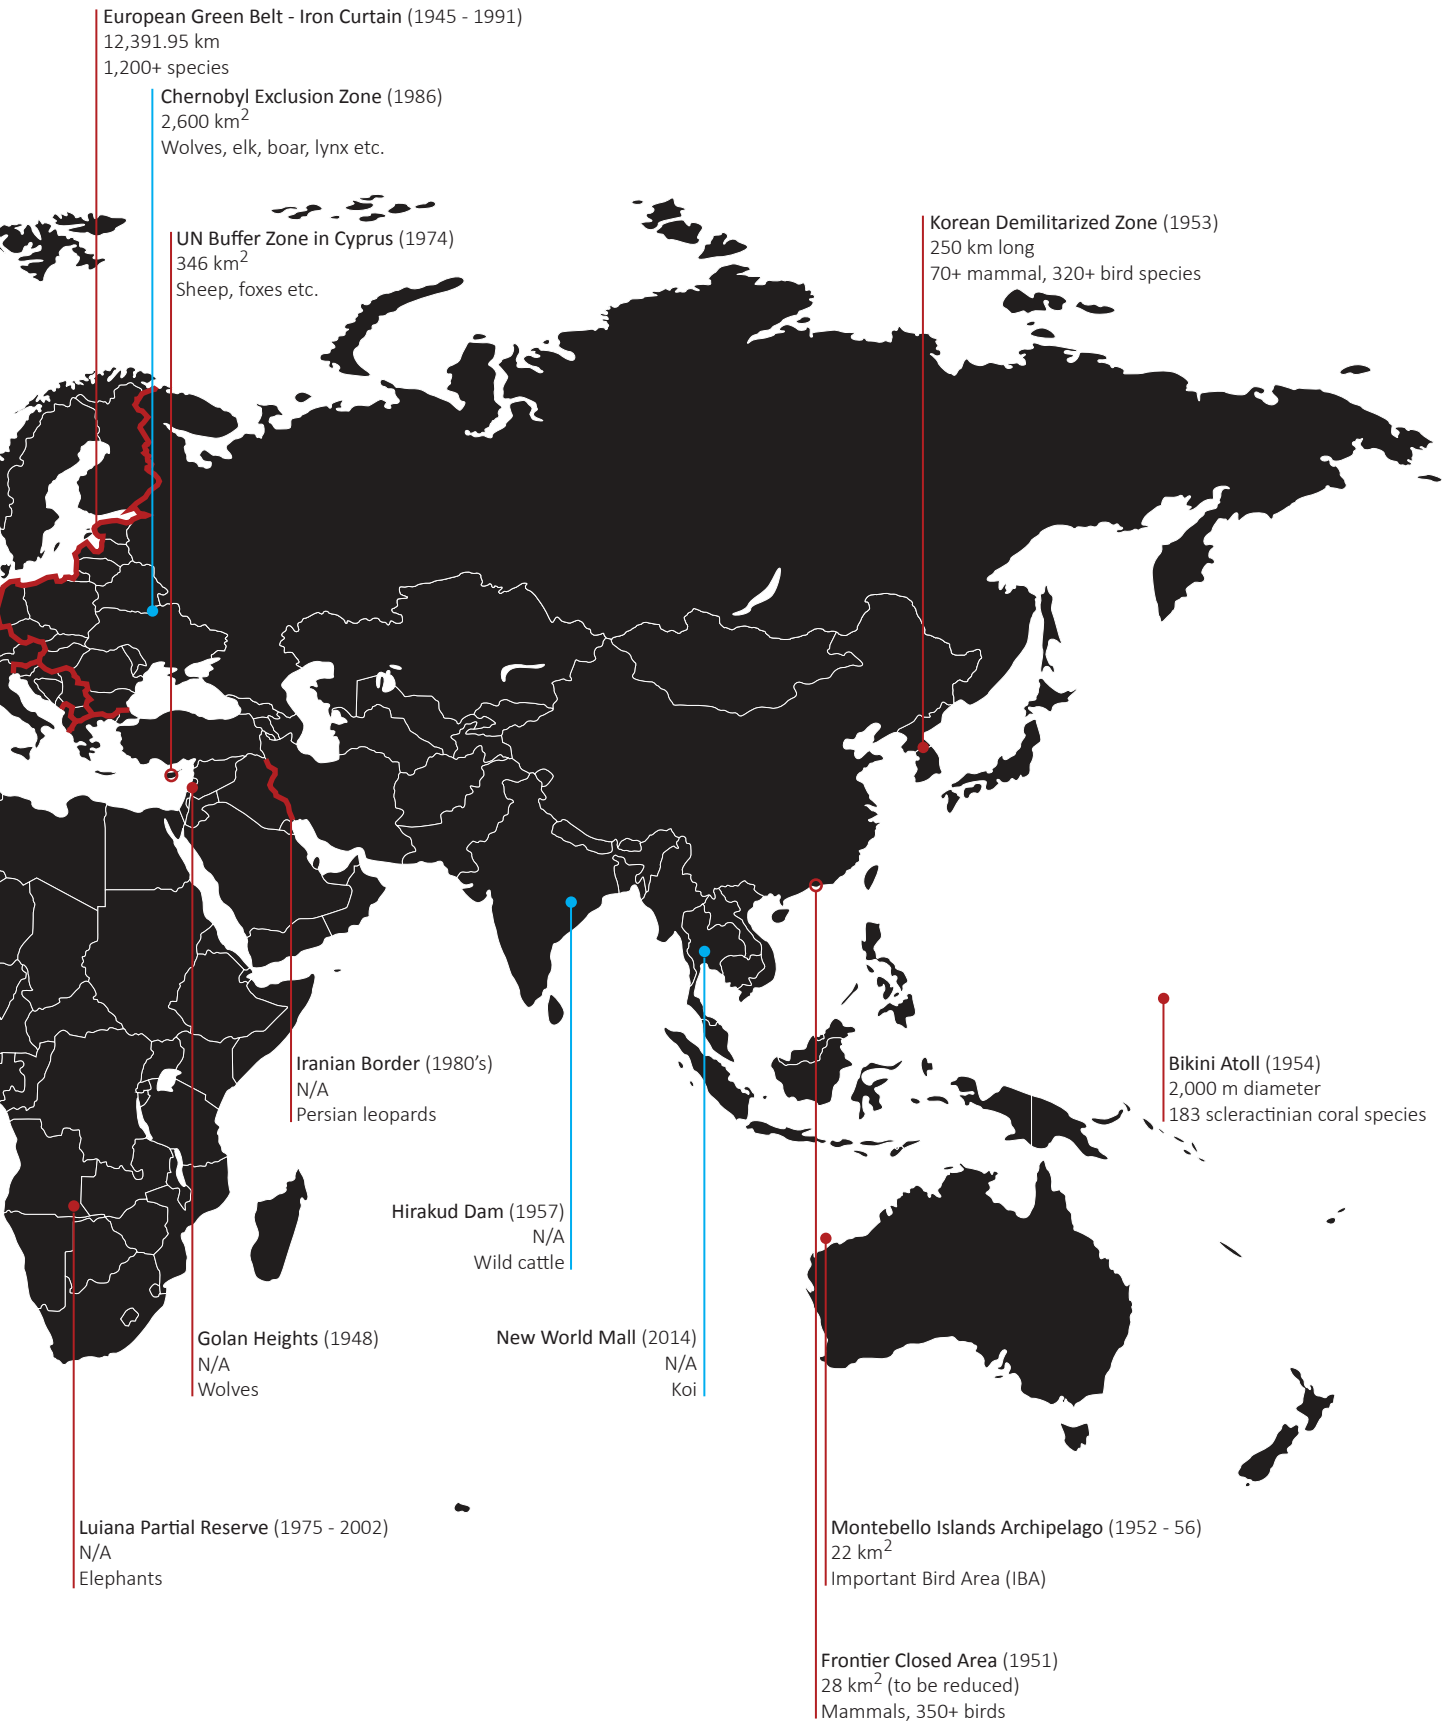 European Green Belt - Iron Curtain (1945 - 1991)
12,391.95 km
1,200+ species
Chernobyl Exclusion Zone (1986)
2,600 km²
Wolves, elk, boar, lynx etc.
UN Buffer Zone in Cyprus (1974)
346 km²
Sheep, foxes etc.
Korean Demilitarized Zone (1953)
250 km long
70+ mammal, 320+ bird species
Iranian Border (1980's)
N/A
Persian leopards
Bikini Atoll (1954)
2,000 m diameter
183 scleractinian coral species
Hirakud Dam (1957)
N/A
Wild cattle
Golan Heights (1948)
N/A
Wolves
New World Mall (2014)
N/A
Koi
Luiana Partial Reserve (1975 - 2002)
N/A
Elephants
Montebello Islands Archipelago (1952 - 56)
22 km²
Important Bird Area (IBA)
Frontier Closed Area (1951)
28 km² (to be reduced)
Mammals, 350+ birds